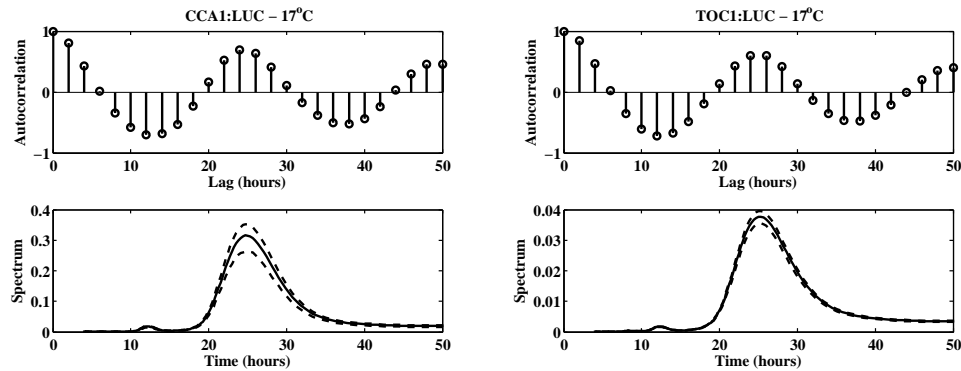 CCA1:LUC – 17°C
Autocorrelation
1
0
−1
0 10 20 30 40 50
Lag (hours)
TOC1:LUC – 17°C
Autocorrelation
1
0
−1
0 10 20 30 40 50
Lag (hours)
Spectrum
0.4
0.3
0.2
0.1
0
0 10 20 30 40 50
Time (hours)
Spectrum
0.04
0.03
0.02
0.01
0
0 10 20 30 40 50
Time (hours)